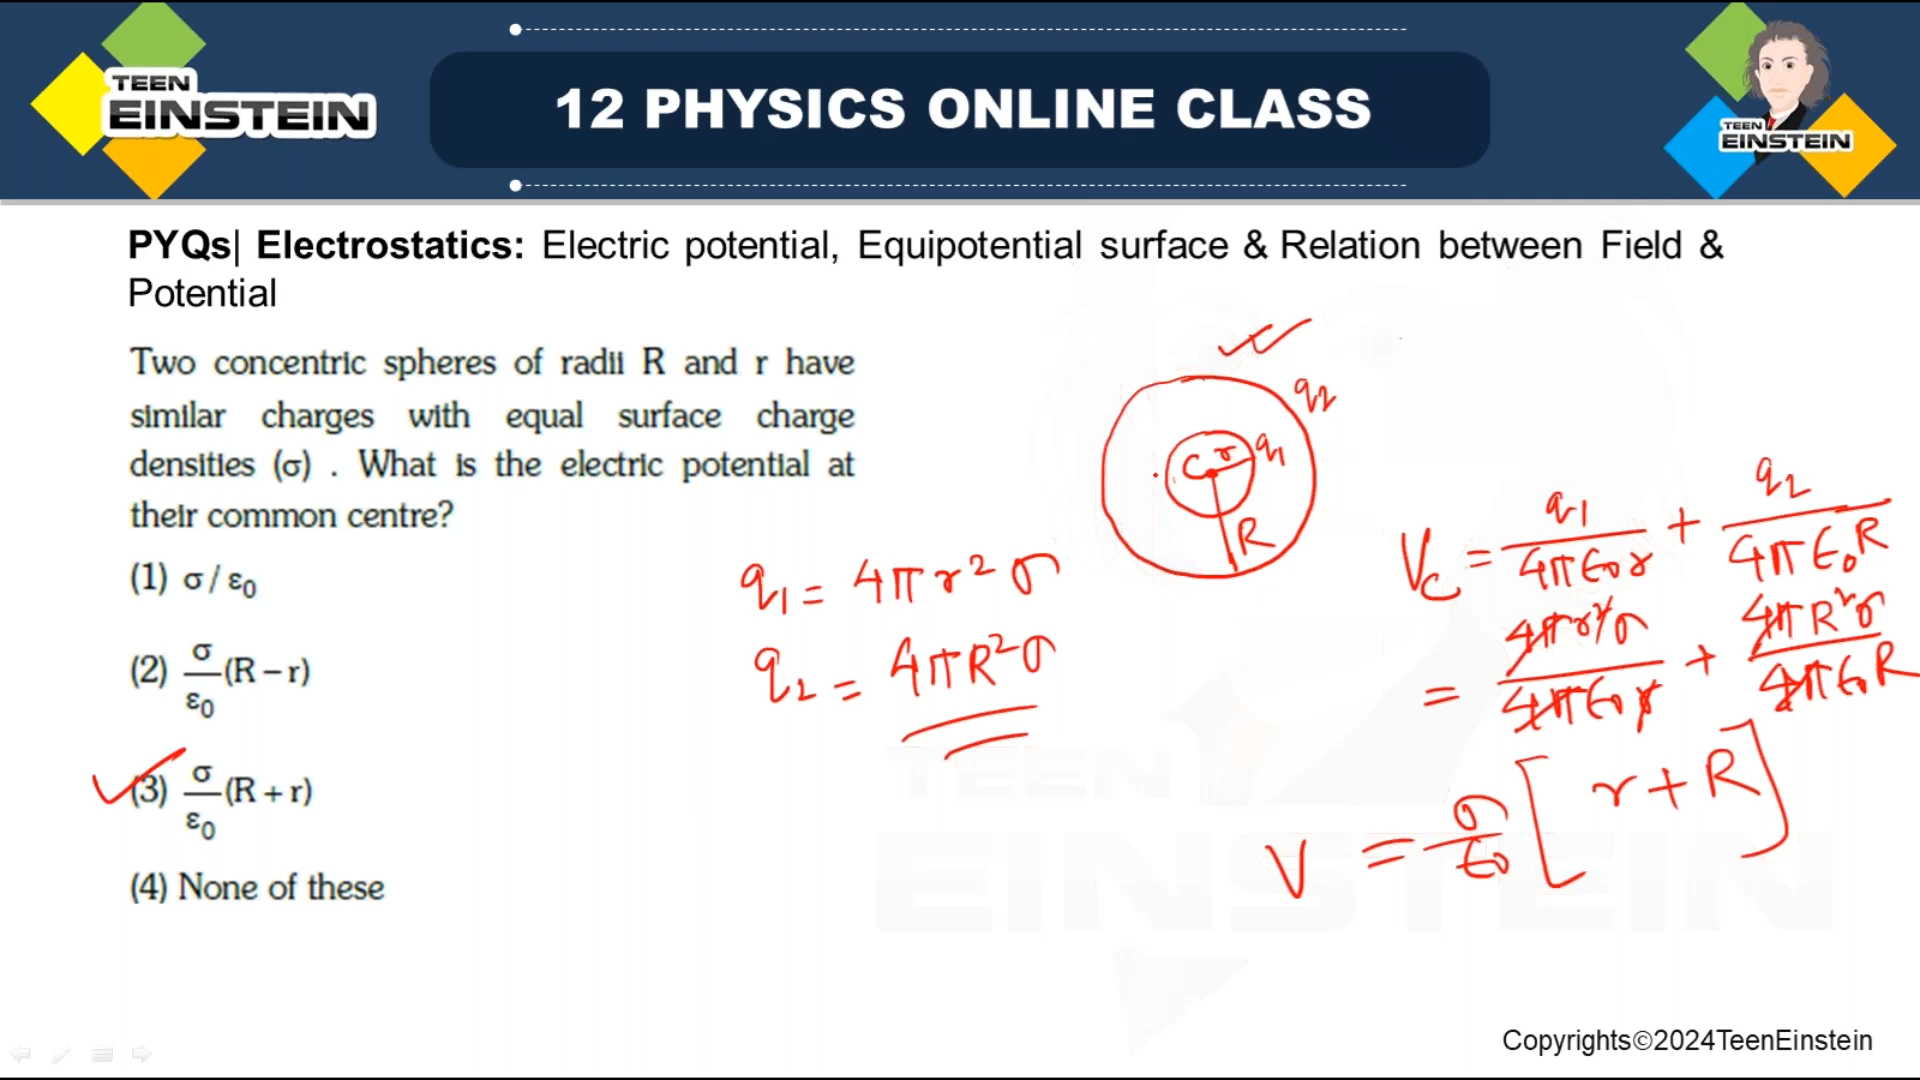 TEEN
EINSTEIN
12 PHYSICS ONLINE CLASS
TEEN
EINSTEIN
PYQs| Electrostatics: Electric potential, Equipotential surface & Relation between Field &
Potential
Two concentric spheres of radii R and r have
similar charges with equal surface charge
densities (σ) . What is the electric potential at
their common centre?
(1) σ / ε₀
(2) σ/ε₀ (R – r)
(3) σ/ε₀ (R + r)
(4) None of these
q₂
q₁
C r
R
q₁ = 4πr²σ
q₂ = 4πR²σ
V_C = q₁/4πε₀r + q₂/4πε₀R
= 4πr²σ/4πε₀r + 4πR²σ/4πε₀R
V = σ/ε₀ [r + R]
TEEN
EINSTEIN
Copyrights©2024TeenEinstein